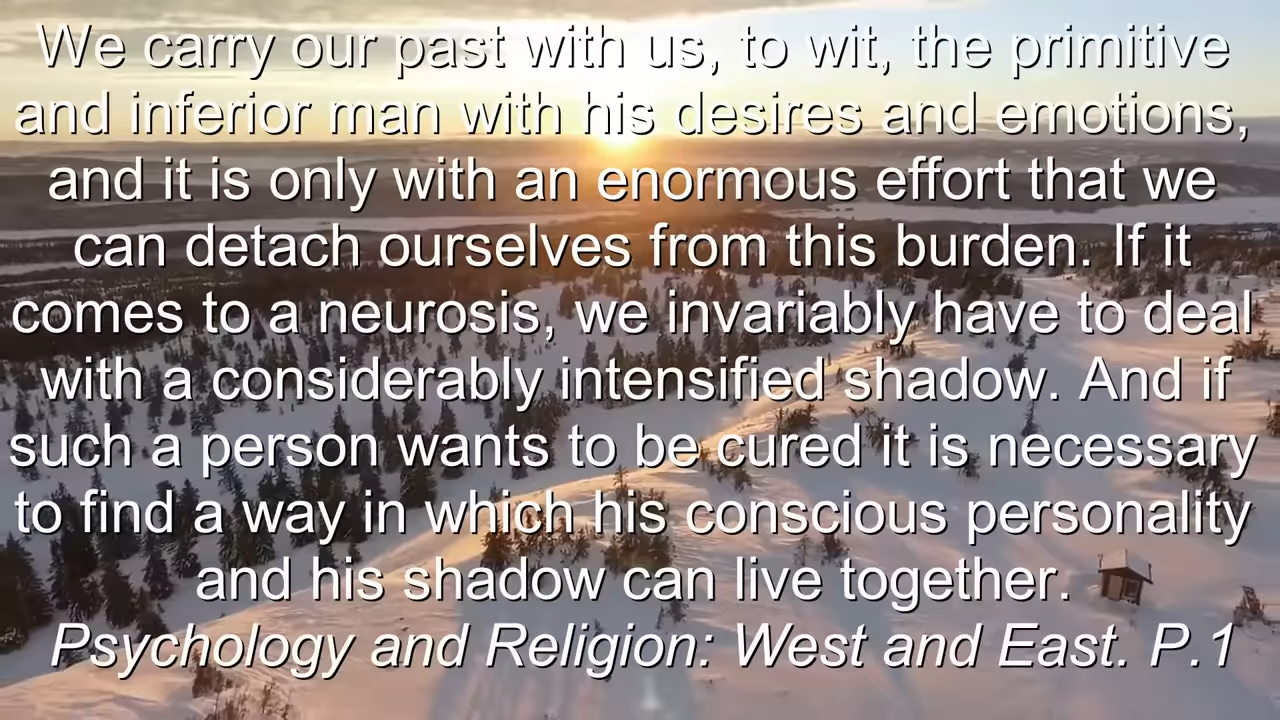 We carry our past with us, to wit, the primitive
and inferior man with his desires and emotions,
and it is only with an enormous effort that we
can detach ourselves from this burden. If it
comes to a neurosis, we invariably have to deal
with a considerably intensified shadow. And if
such a person wants to be cured it is necessary
to find a way in which his conscious personality
and his shadow can live together.
Psychology and Religion: West and East. P.1